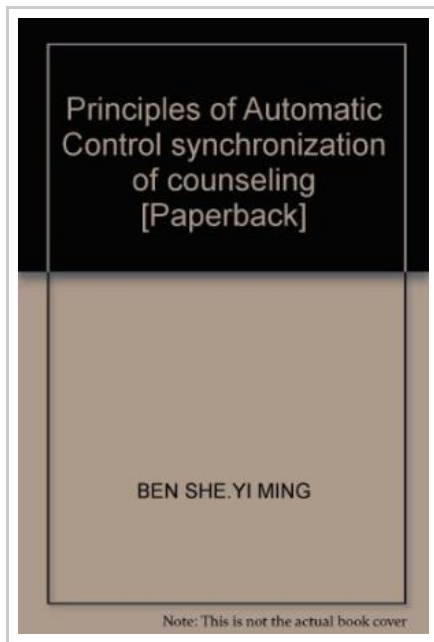 Principles of Automatic
Control synchronization
of counseling
[Paperback]
BEN SHE.YI MING
Note: This is not the actual book cover